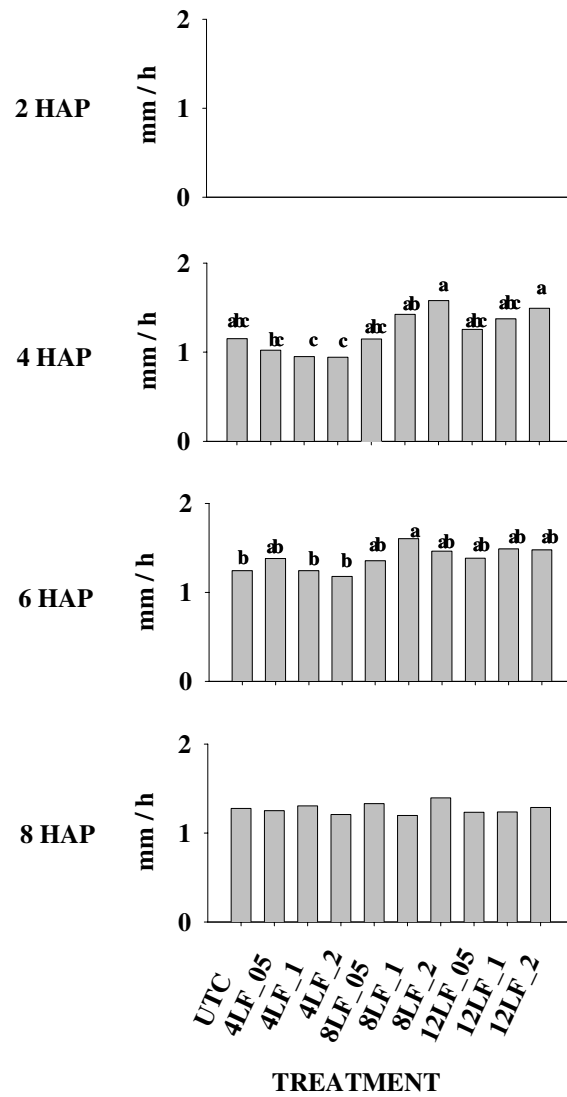 2
2 HAP
mm / h
1
0
2
4 HAP
mm / h
1
0
abc bc c c abc ab a abc abc a
2
6 HAP
mm / h
1
0
b ab b b ab a ab ab ab ab
2
8 HAP
mm / h
1
0
UTC
4LF_05
4LF_1
4LF_2
8LF_05
8LF_1
8LF_2
12LF_05
12LF_1
12LF_2
TREATMENT